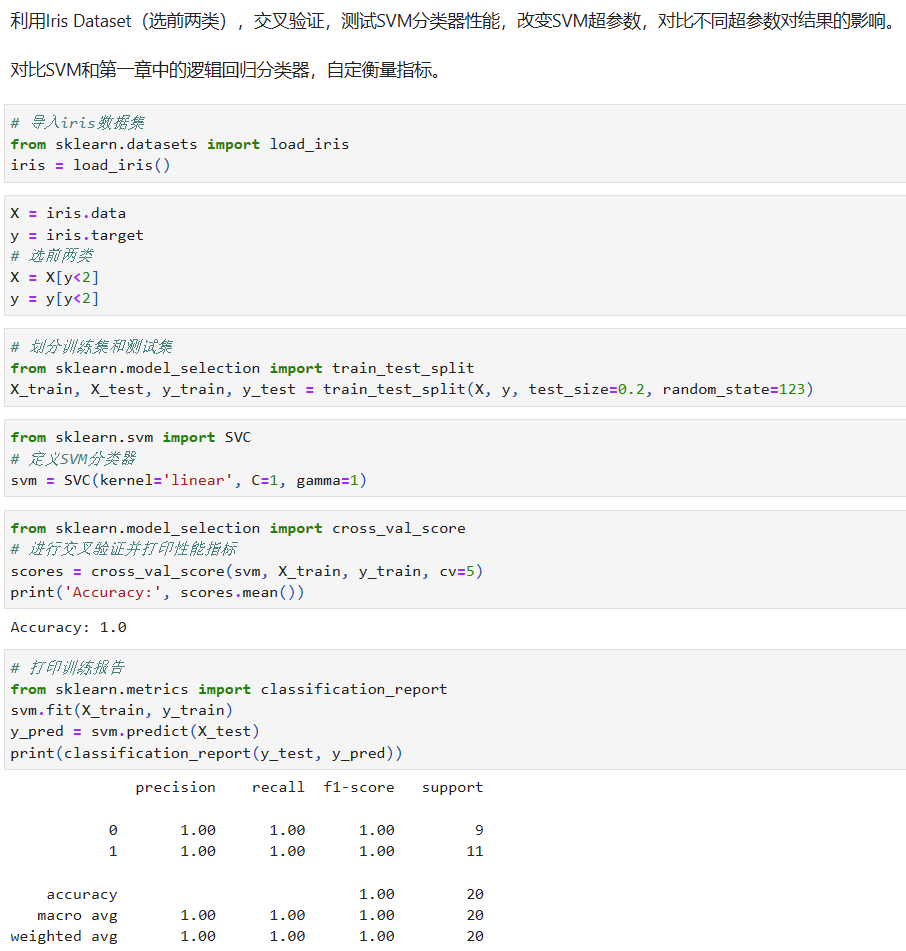 利用Iris Dataset（选前两类），交叉验证，测试SVM分类器性能，改变SVM超参数，对比不同超参数对结果的影响。
对比SVM和第一章中的逻辑回归分类器，自定衡量指标。
# 导入iris数据集
from sklearn.datasets import load_iris
iris = load_iris()
X = iris.data
y = iris.target
# 选前两类
X = X[y<2]
y = y[y<2]
# 划分训练集和测试集
from sklearn.model_selection import train_test_split
X_train, X_test, y_train, y_test = train_test_split(X, y, test_size=0.2, random_state=123)
from sklearn.svm import SVC
# 定义SVM分类器
svm = SVC(kernel='linear', C=1, gamma=1)
from sklearn.model_selection import cross_val_score
# 进行交叉验证并打印性能指标
scores = cross_val_score(svm, X_train, y_train, cv=5)
print('Accuracy:', scores.mean())
Accuracy: 1.0
# 打印训练报告
from sklearn.metrics import classification_report
svm.fit(X_train, y_train)
y_pred = svm.predict(X_test)
print(classification_report(y_test, y_pred))
precision recall f1-score support
0 1.00 1.00 1.00 9
1 1.00 1.00 1.00 11
accuracy 1.00 20
macro avg 1.00 1.00 1.00 20
weighted avg 1.00 1.00 1.00 20